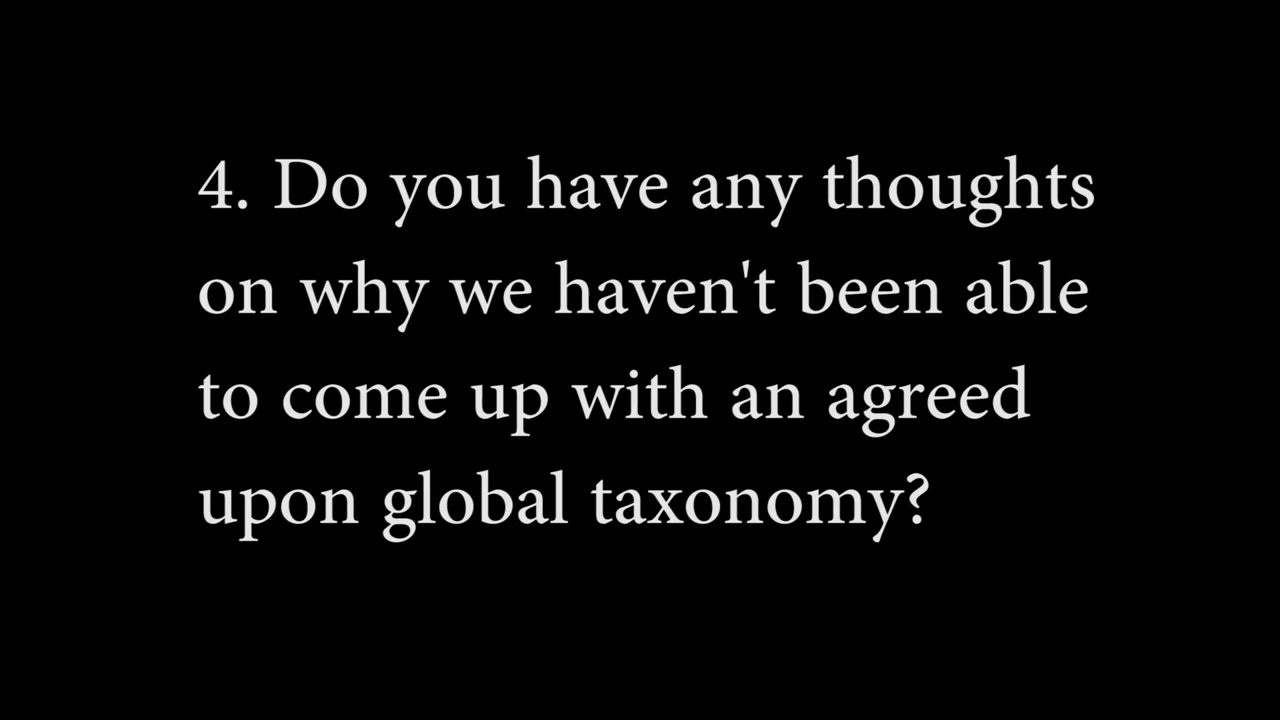 4. Do you have any thoughts
on why we haven't been able
to come up with an agreed
upon global taxonomy?